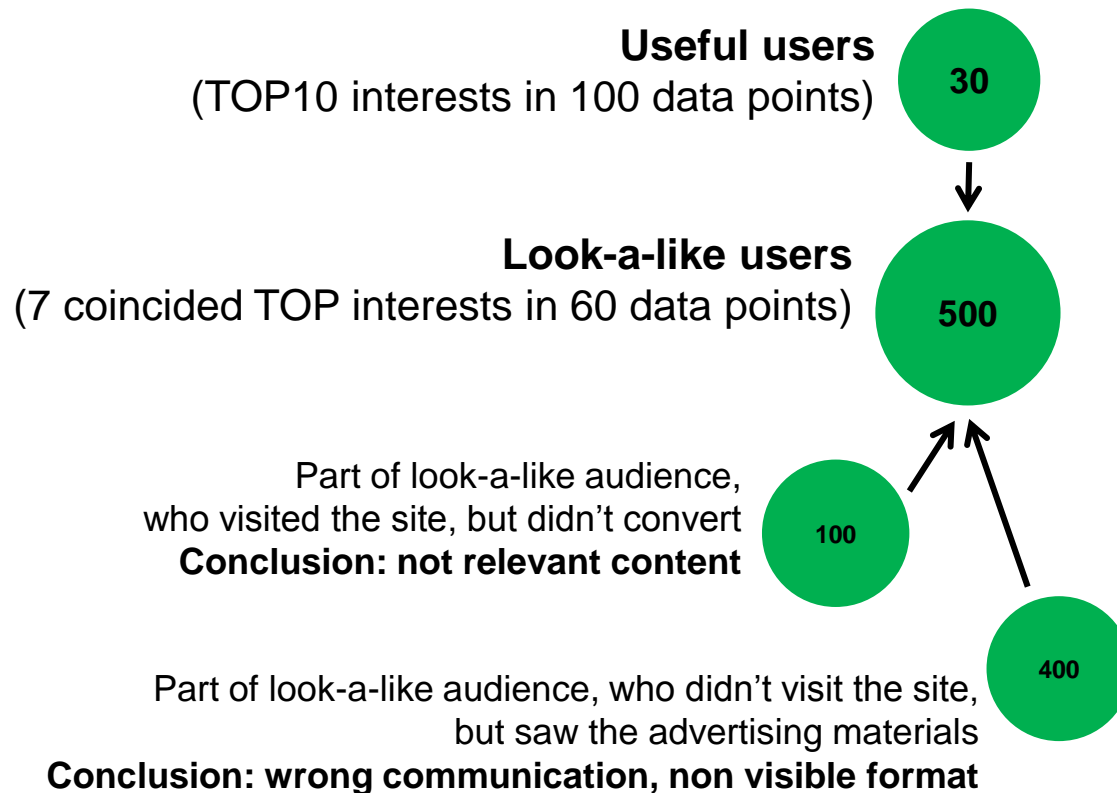 Useful users
(TOP10 interests in 100 data points)
30
Look-a-like users
(7 coincided TOP interests in 60 data points)
500
Part of look-a-like audience,
who visited the site, but didn’t convert
Conclusion: not relevant content
100
Part of look-a-like audience, who didn’t visit the site,
but saw the advertising materials
Conclusion: wrong communication, non visible format
400